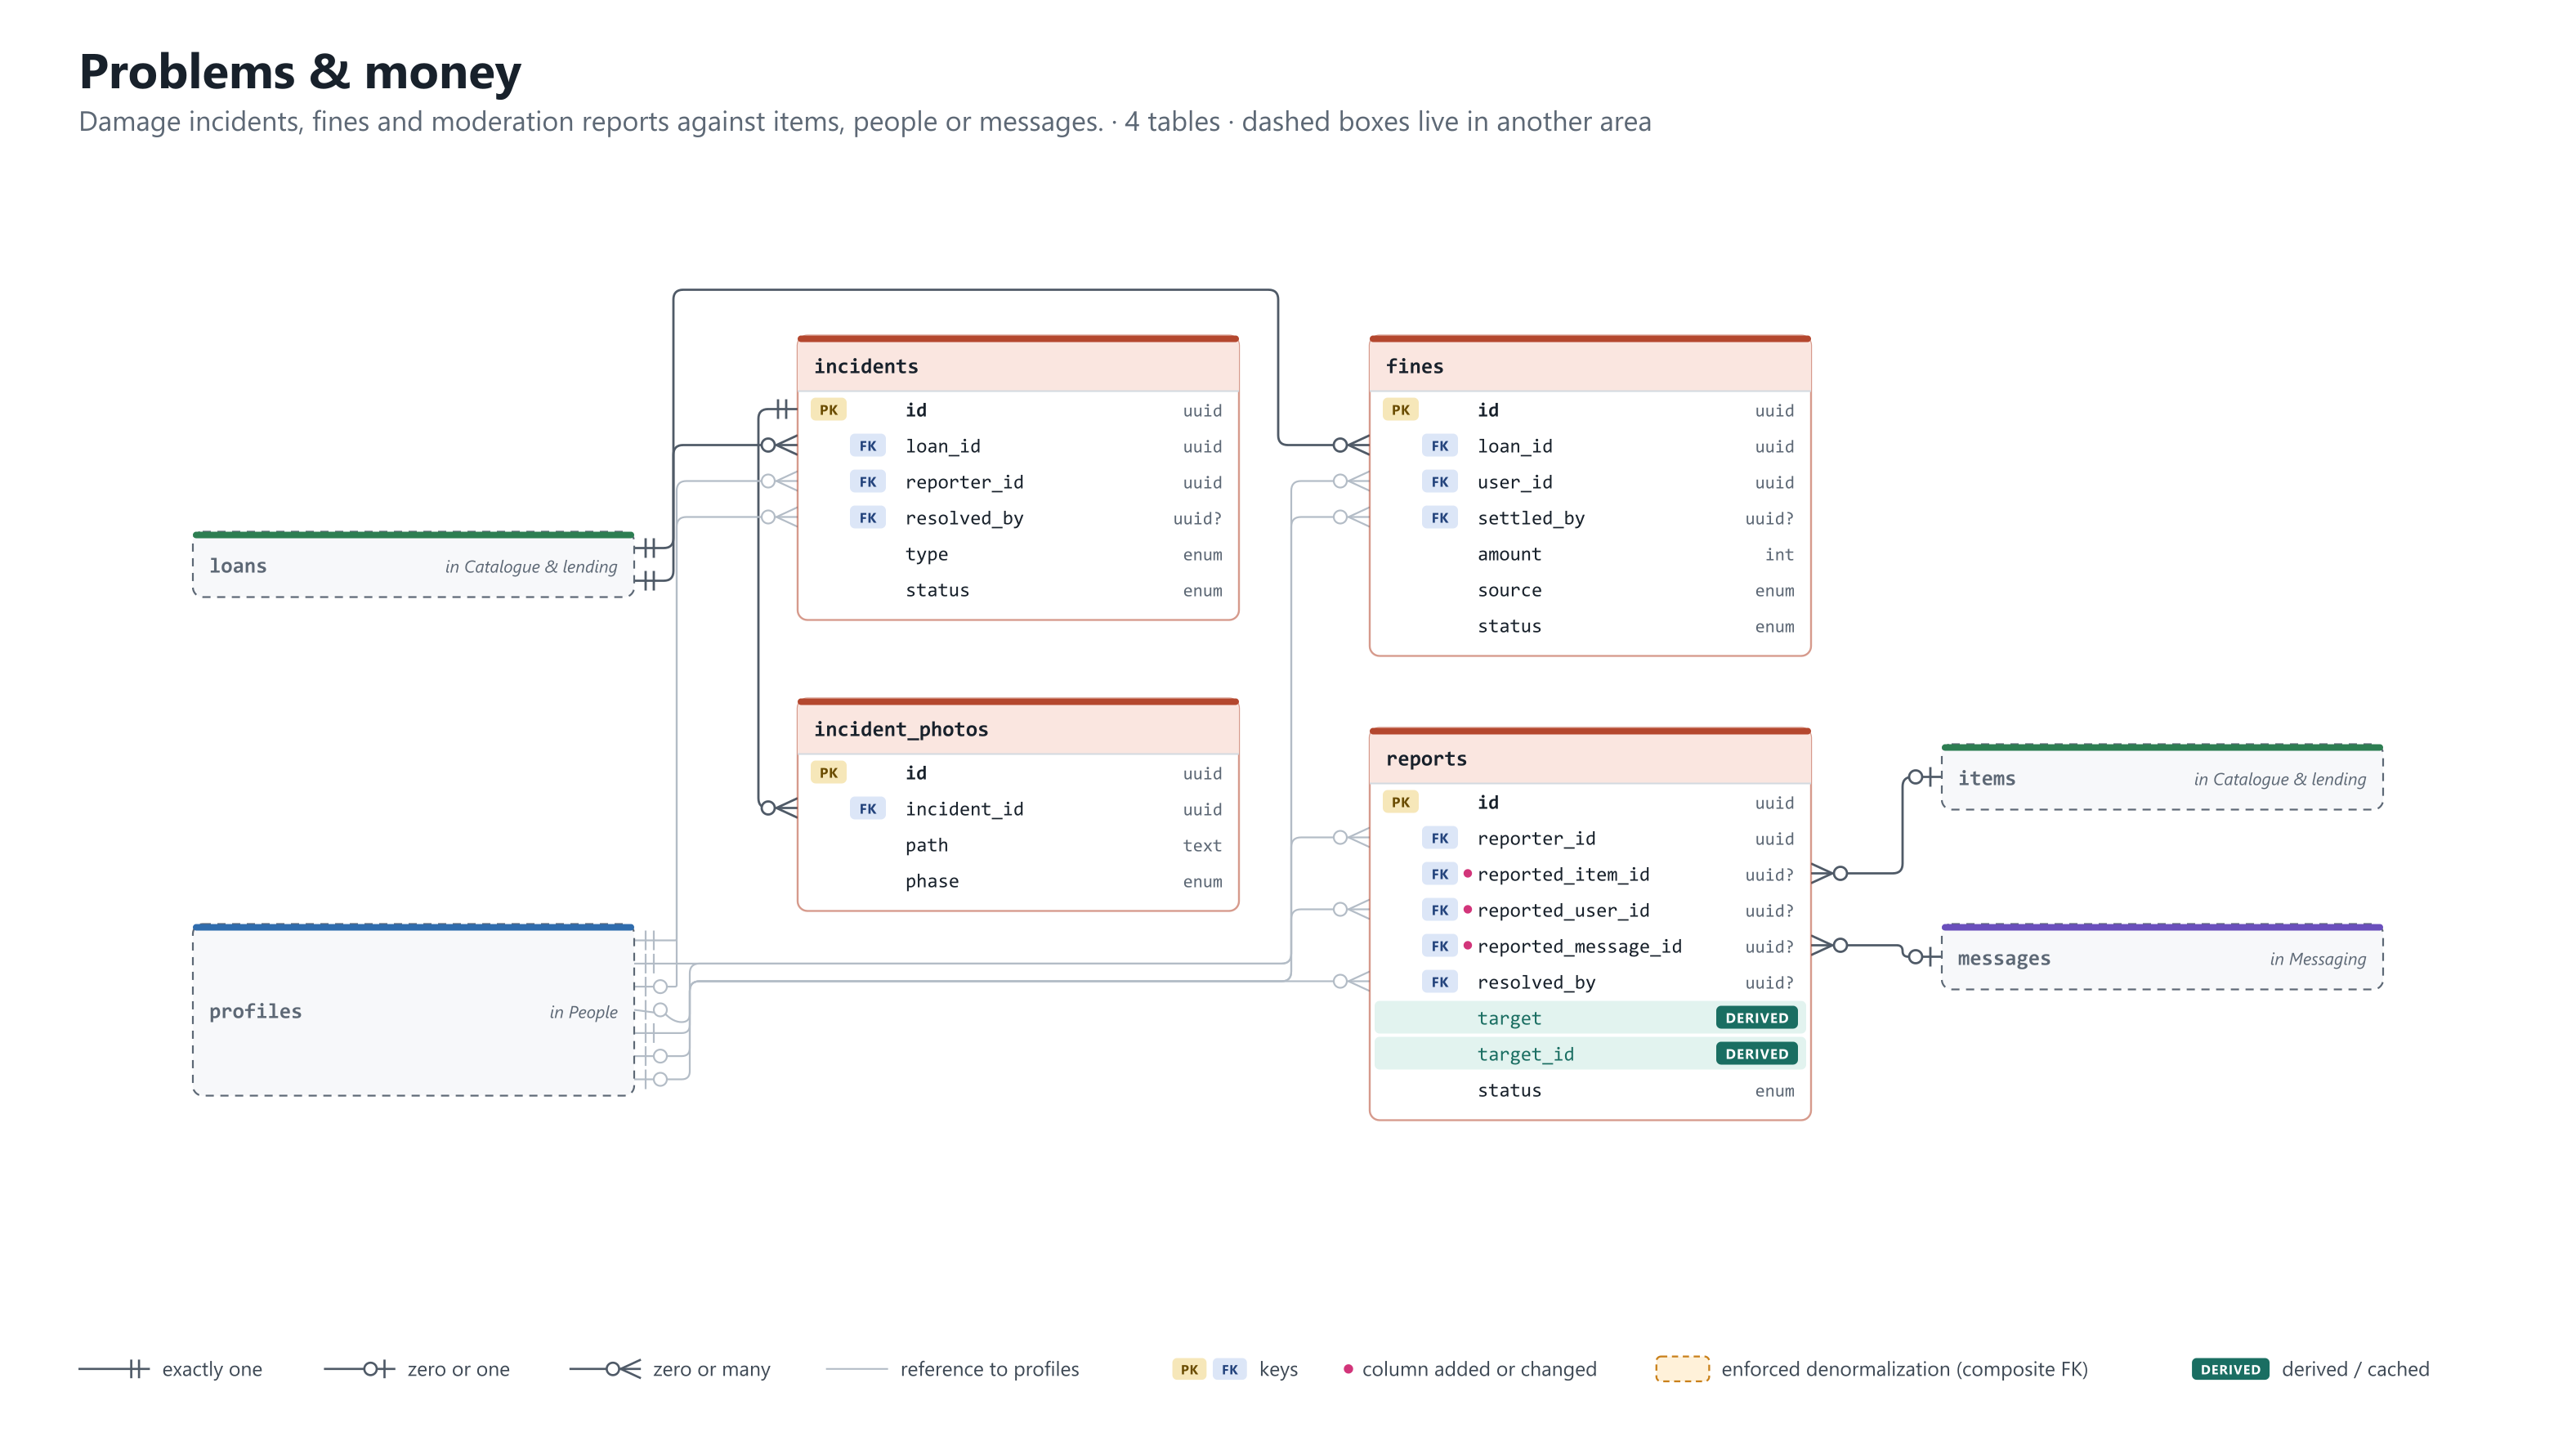 Problems & money
Damage incidents, fines and moderation reports against items, people or messages. · 4 tables · dashed boxes live in another area
loans in Catalogue & lending
profiles in People
incidents
PK id uuid
FK loan_id uuid
FK reporter_id uuid
FK resolved_by uuid?
type enum
status enum
incident_photos
PK id uuid
FK incident_id uuid
path text
phase enum
fines
PK id uuid
FK loan_id uuid
FK user_id uuid
FK settled_by uuid?
amount int
source enum
status enum
reports
PK id uuid
FK reporter_id uuid
FK reported_item_id uuid?
FK reported_user_id uuid?
FK reported_message_id uuid?
FK resolved_by uuid?
target DERIVED
target_id DERIVED
status enum
items in Catalogue & lending
messages in Messaging
exactly one zero or one zero or many reference to profiles PK FK keys column added or changed enforced denormalization (composite FK) DERIVED derived / cached